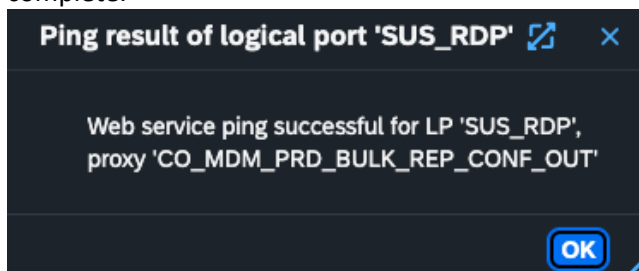 Ping result of logical port 'SUS_RDP'
Web service ping successful for LP 'SUS_RDP',
proxy 'CO_MDM_PRD_BULK_REP_CONF_OUT'
OK